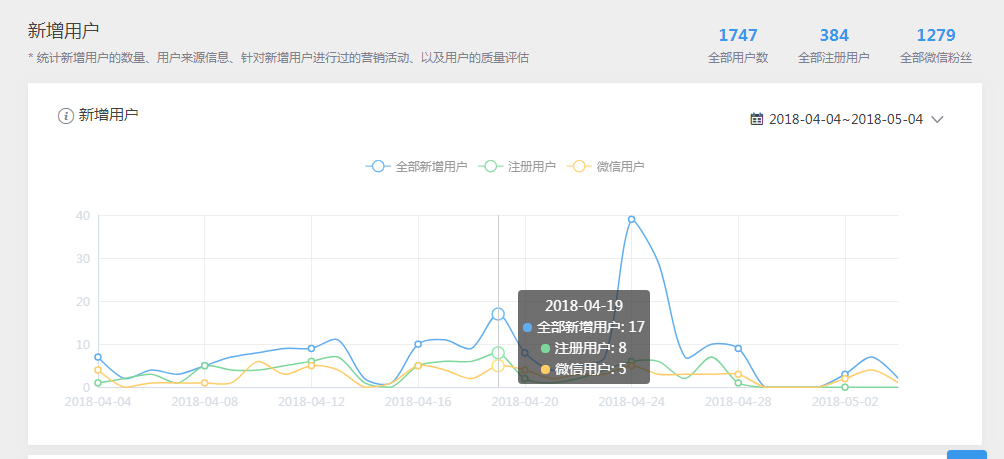 新增用户
* 统计新增用户的数量、用户来源信息、针对新增用户进行过的营销活动、以及用户的质量评估
1747
全部用户数
384
全部注册用户
1279
全部微信粉丝
i 新增用户
2018-04-04~2018-05-04
全部新增用户 注册用户 微信用户
40
30
20
10
0
2018-04-19
全部新增用户: 17
注册用户: 8
微信用户: 5
2018-04-04 2018-04-08 2018-04-12 2018-04-16 2018-04-20 2018-04-24 2018-04-28 2018-05-02